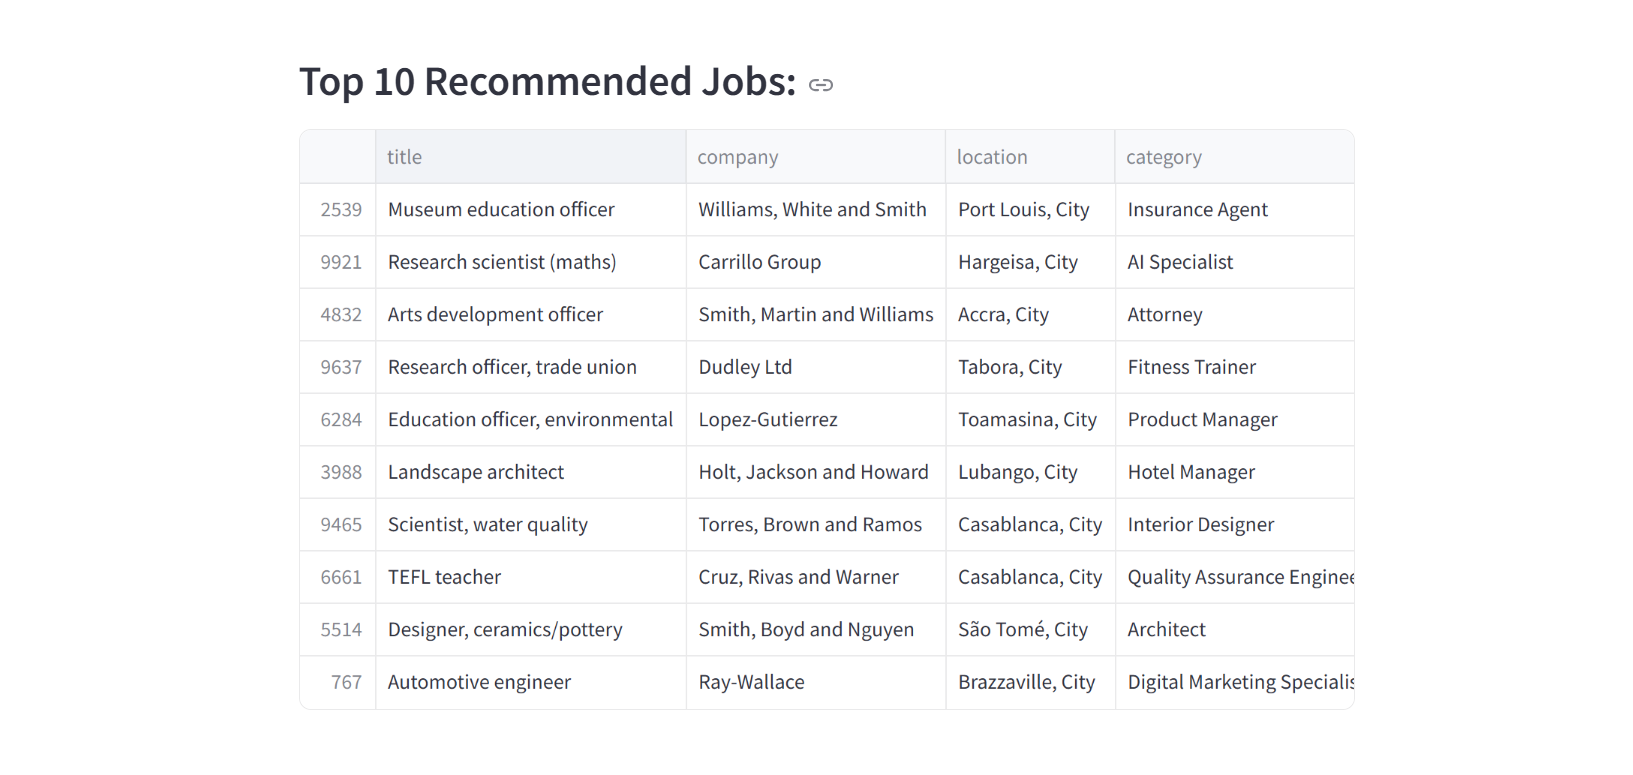 Top 10 Recommended Jobs:
title company location category
2539 Museum education officer Williams, White and Smith Port Louis, City Insurance Agent
9921 Research scientist (maths) Carrillo Group Hargeisa, City AI Specialist
4832 Arts development officer Smith, Martin and Williams Accra, City Attorney
9637 Research officer, trade union Dudley Ltd Tabora, City Fitness Trainer
6284 Education officer, environmental Lopez-Gutierrez Toamasina, City Product Manager
3988 Landscape architect Holt, Jackson and Howard Lubango, City Hotel Manager
9465 Scientist, water quality Torres, Brown and Ramos Casablanca, City Interior Designer
6661 TEFL teacher Cruz, Rivas and Warner Casablanca, City Quality Assurance Enginee
5514 Designer, ceramics/pottery Smith, Boyd and Nguyen São Tomé, City Architect
767 Automotive engineer Ray-Wallace Brazzaville, City Digital Marketing Specialis